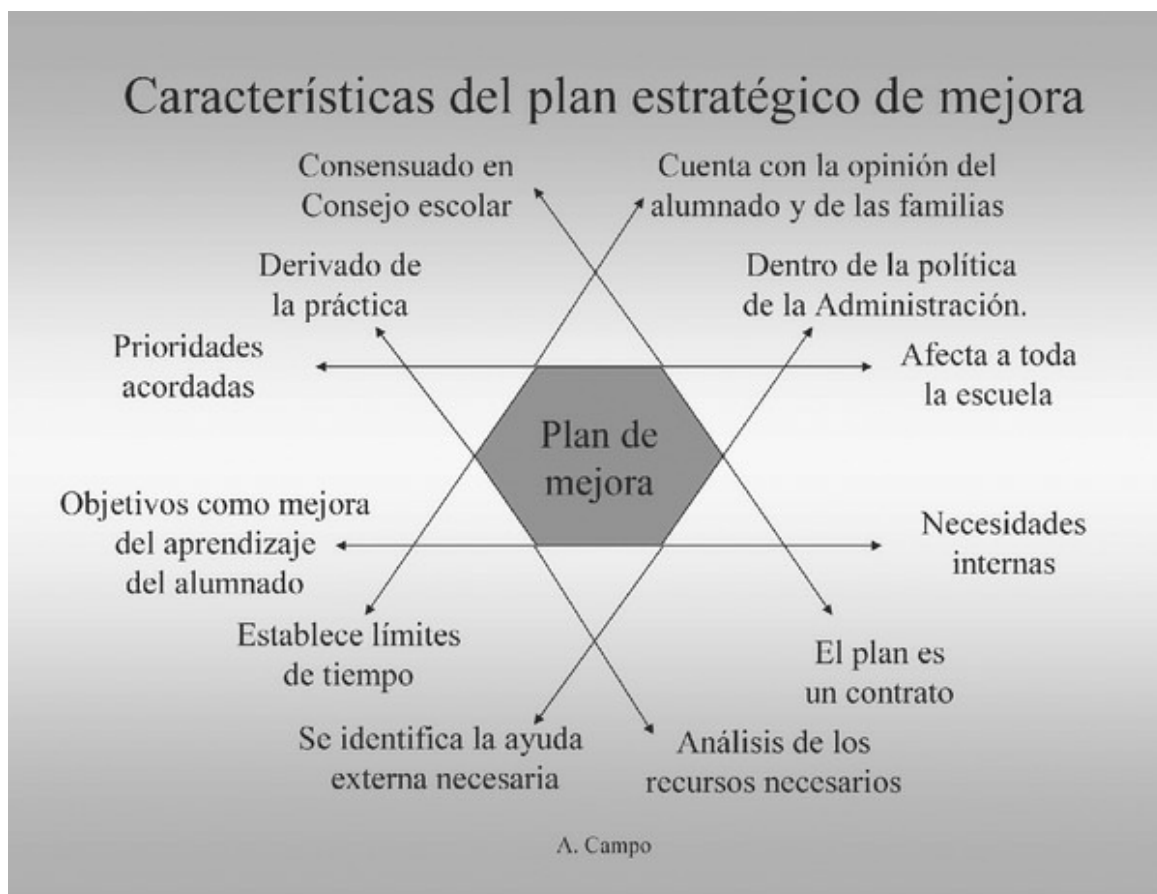 Características del plan estratégico de mejora
Consensuado en
Consejo escolar
Cuenta con la opinión del
alumnado y de las familias
Derivado de
la práctica
Dentro de la política
de la Administración.
Prioridades
acordadas
Afecta a toda
la escuela
Plan de
mejora
Objetivos como mejora
del aprendizaje
del alumnado
Necesidades
internas
Establece límites
de tiempo
El plan es
un contrato
Se identifica la ayuda
externa necesaria
Análisis de los
recursos necesarios
A. Campo